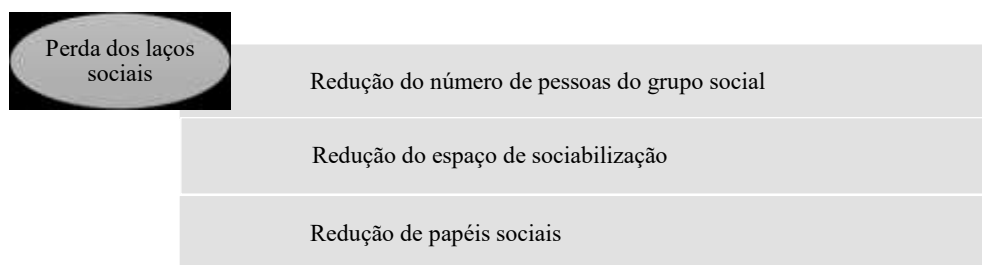 Perda dos laços
sociais
Redução do número de pessoas do grupo social
Redução do espaço de sociabilização
Redução de papéis sociais